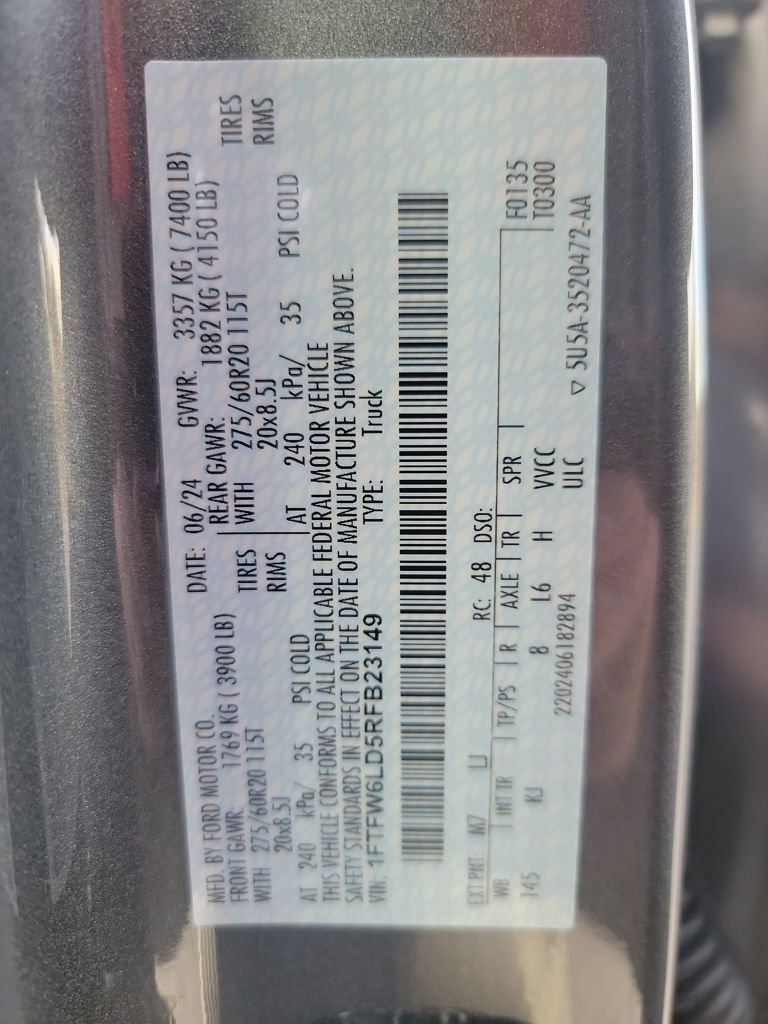 MFD. BY FORD MOTOR CO. DATE: 06/24 GVWR: 3357 KG ( 7400 LB)
FRONT GAWR: 1769 KG ( 3900 LB) REAR GAWR: 1882 KG ( 4150 LB)
WITH 275/60R20 115T TIRES WITH 275/60R20 115T TIRES
20x8.5J RIMS 20x8.5J RIMS
AT 240 kPa/ 35 PSI COLD AT 240 kPa/ 35 PSI COLD
THIS VEHICLE CONFORMS TO ALL APPLICABLE FEDERAL MOTOR VEHICLE
SAFETY STANDARDS IN EFFECT ON THE DATE OF MANUFACTURE SHOWN ABOVE.
VIN: 1FTFW6LD5RFB23149 TYPE: Truck
EXT PNT: M7 LJ RC: 48 DSO: F0135
WB INT TR TP/PS R AXLE TR SPR T0300
145 KJ 8 L6 H VVCC
ULC
2202406182894 ▽ 5U5A-3520472-AA